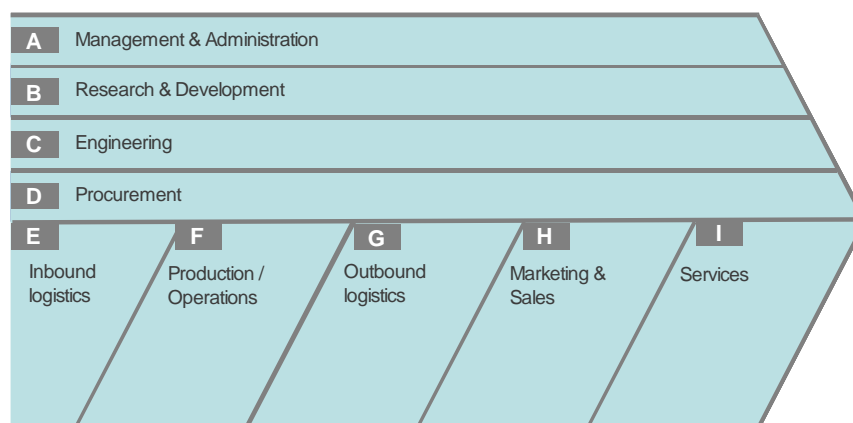 A Management & Administration
B Research & Development
C Engineering
D Procurement
E F G H I
Inbound
logistics
Production /
Operations
Outbound
logistics
Marketing &
Sales
Services